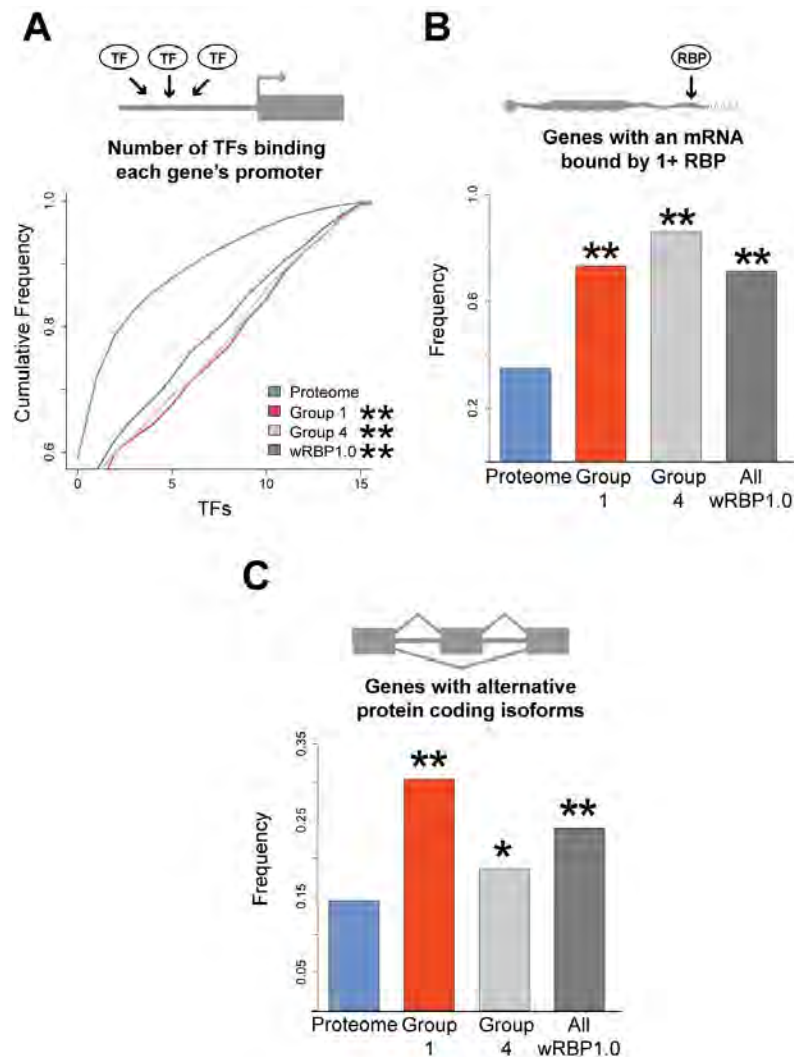 A
TF TF TF
Number of TFs binding
each gene's promoter
1.0
0.8
0.6
Cumulative Frequency
Proteome
Group 1 **
Group 4 **
wRBP1.0 **
0 5 10 15
TFs
B
RBP
Genes with an mRNA
bound by 1+ RBP
1.0
0.6
0.2
Frequency
**
**
**
Proteome Group 1 Group 4 All wRBP1.0
C
Genes with alternative
protein coding isoforms
0.35
0.25
0.15
0.05
Frequency
**
*
**
Proteome Group 1 Group 4 All wRBP1.0